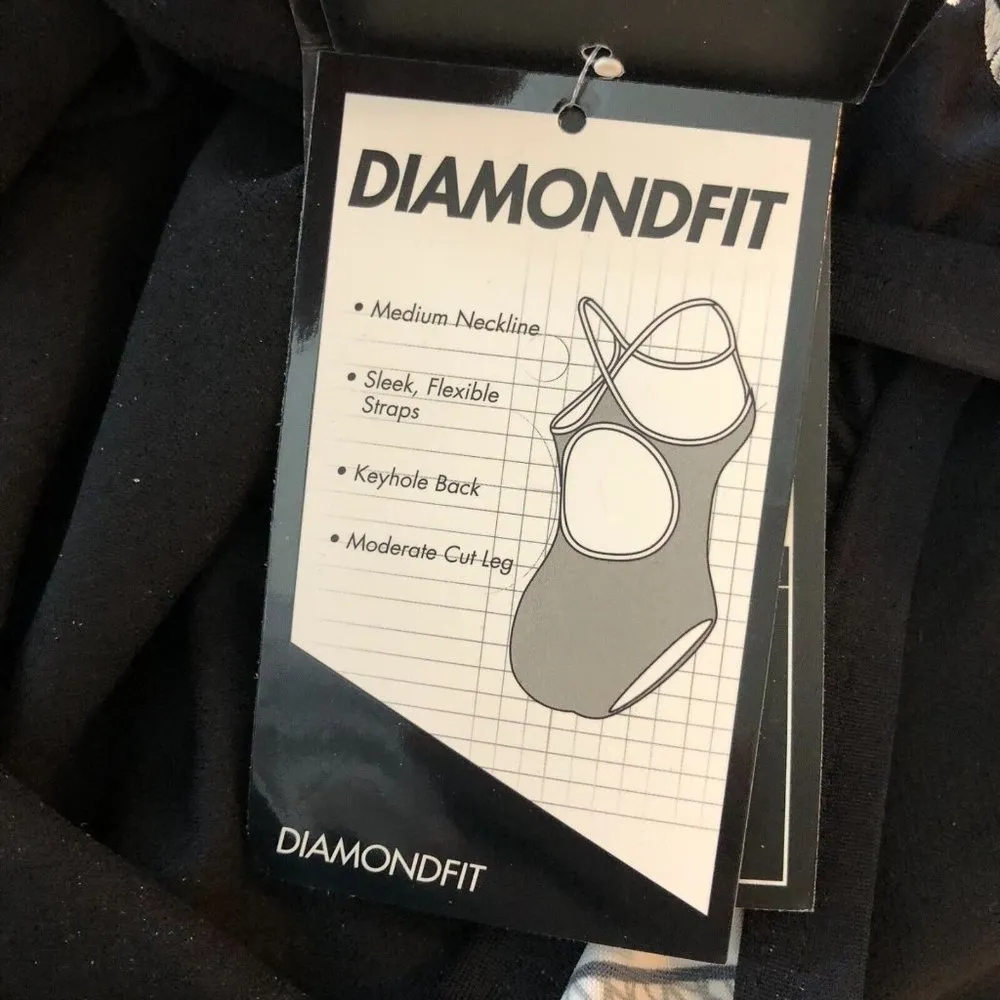 DIAMONDFIT
• Medium Neckline
• Sleek, Flexible
Straps
• Keyhole Back
• Moderate Cut Leg
DIAMONDFIT